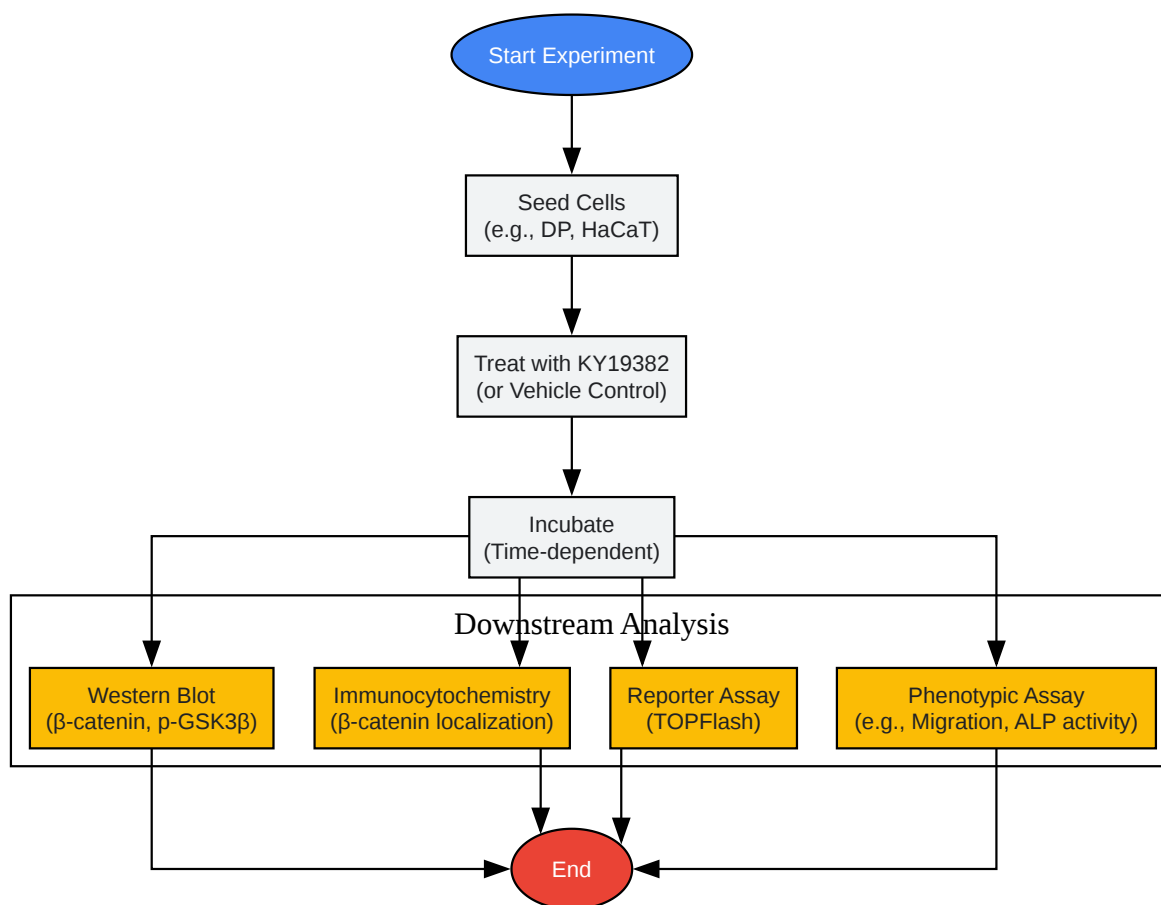 Start Experiment
Seed Cells
(e.g., DP, HaCaT)
Treat with KY19382
(or Vehicle Control)
Incubate
(Time-dependent)
Downstream Analysis
Western Blot
(β-catenin, p-GSK3β)
Immunocytochemistry
(β-catenin localization)
Reporter Assay
(TOPFlash)
Phenotypic Assay
(e.g., Migration, ALP activity)
End